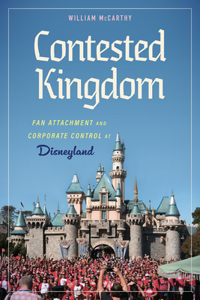 WILLIAM McCARTHY
Contested
Kingdom
FAN ATTACHMENT AND
CORPORATE CONTROL AT
Disneyland